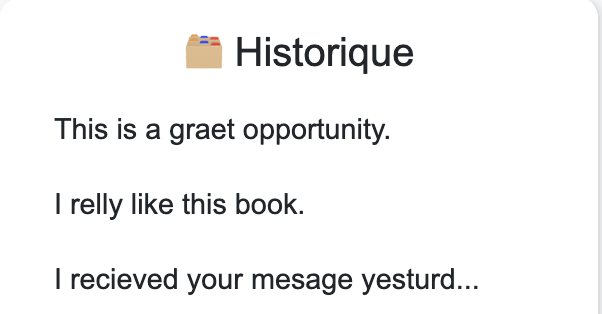 Historique
This is a graet opportunity.
I relly like this book.
I recieved your mesage yesturd...